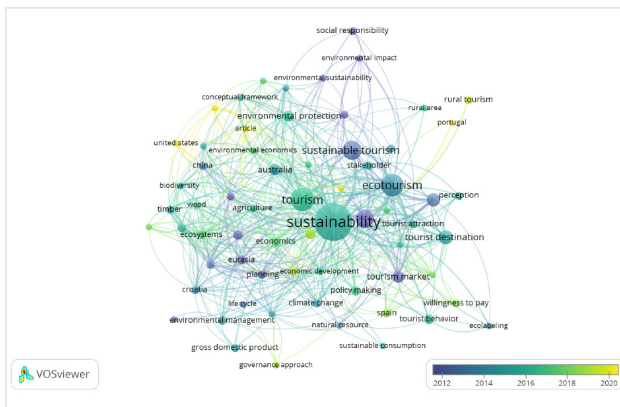 social responsibility
environmental impact
environmental sustainability
conceptual framework
rural tourism
rural area
environmental protection
article
portugal
united states
environmental economics
sustainable tourism
stakeholder
china
australia
ecotourism
biodiversity
wood
tourism
perception
timber
agriculture
sustainability
tourist attraction
ecosystems
economics
tourist destination
eurasia
planning
economic development
tourism market
croatia
policy making
life cycle
climate change
willingness to pay
spain
environmental management
natural resource
tourist behavior
ecolabeling
gross domestic product
sustainable consumption
governance approach
VOSviewer
2012 2014 2016 2018 2020